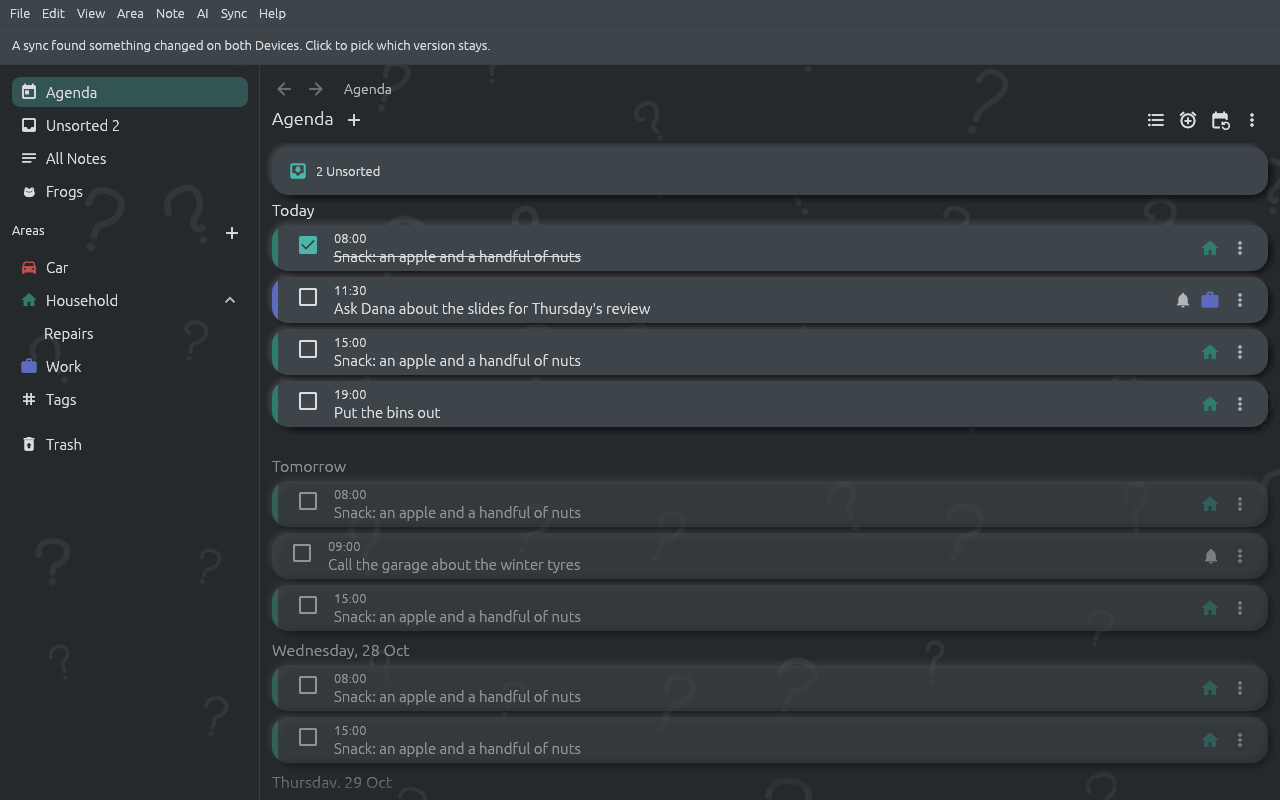 File Edit View Area Note AI Sync Help
A sync found something changed on both Devices. Click to pick which version stays.
Agenda
Unsorted 2
All Notes
Frogs
Areas
Car
Household
Repairs
Work
Tags
Trash
Agenda
Agenda
2 Unsorted
Today
08:00
Snack: an apple and a handful of nuts
11:30
Ask Dana about the slides for Thursday's review
15:00
Snack: an apple and a handful of nuts
19:00
Put the bins out
Tomorrow
08:00
Snack: an apple and a handful of nuts
09:00
Call the garage about the winter tyres
15:00
Snack: an apple and a handful of nuts
Wednesday, 28 Oct
08:00
Snack: an apple and a handful of nuts
15:00
Snack: an apple and a handful of nuts
Thursday, 29 Oct